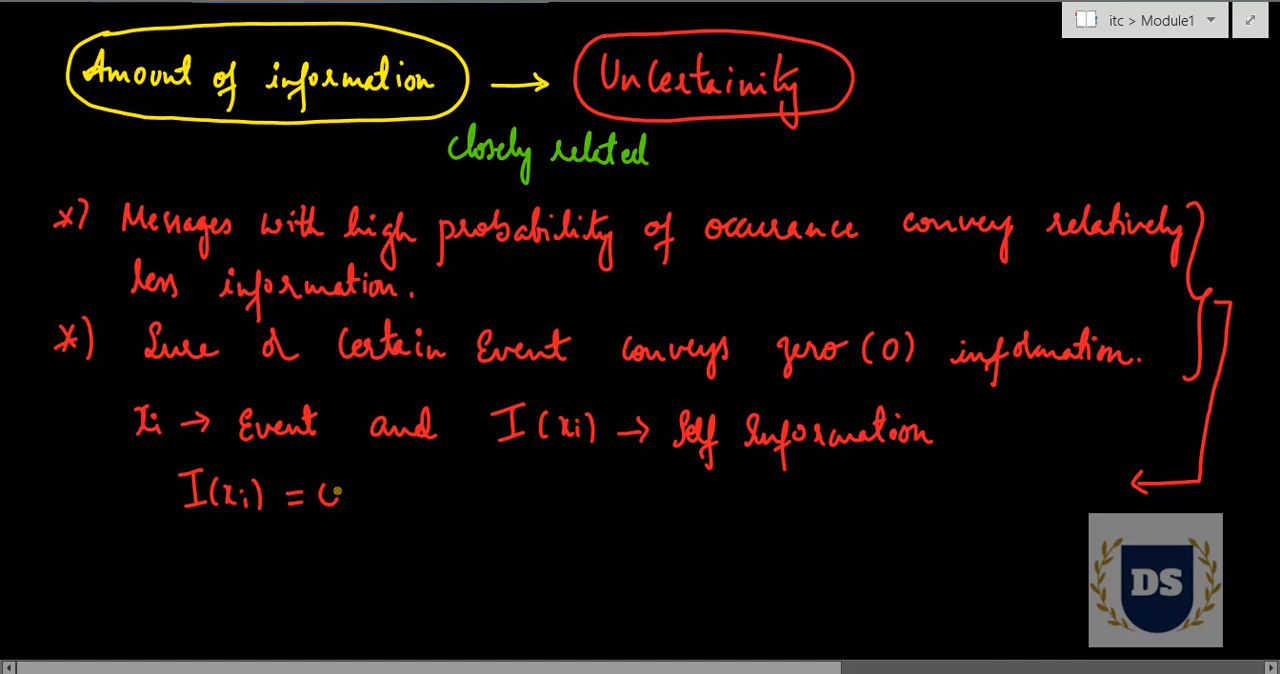 itc > Module1
Amount of information → Uncertainity
closely related
*) Messages with high probability of occurance convey relatively
less information.
*) Sure or Certain Event conveys zero (0) information.
xi → Event and I(xi) → Self Information
I(xi) =
DS